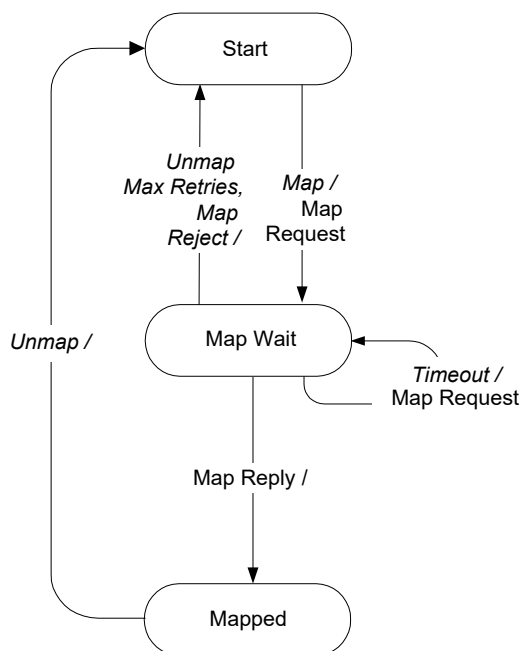 Start
Unmap
Max Retries,
Map
Reject /
Map /
Map
Request
Unmap /
Map Wait
Timeout /
Map Request
Map Reply /
Mapped